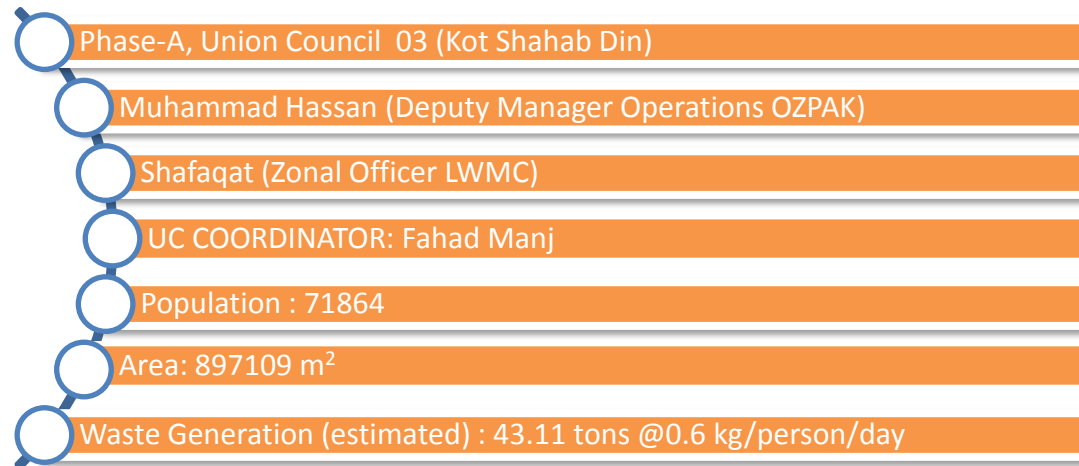 Phase-A, Union Council 03 (Kot Shahab Din)
Muhammad Hassan (Deputy Manager Operations OZPAK)
Shafaqat (Zonal Officer LWMC)
UC COORDINATOR: Fahad Manj
Population : 71864
Area: 897109 m²
Waste Generation (estimated) : 43.11 tons @0.6 kg/person/day